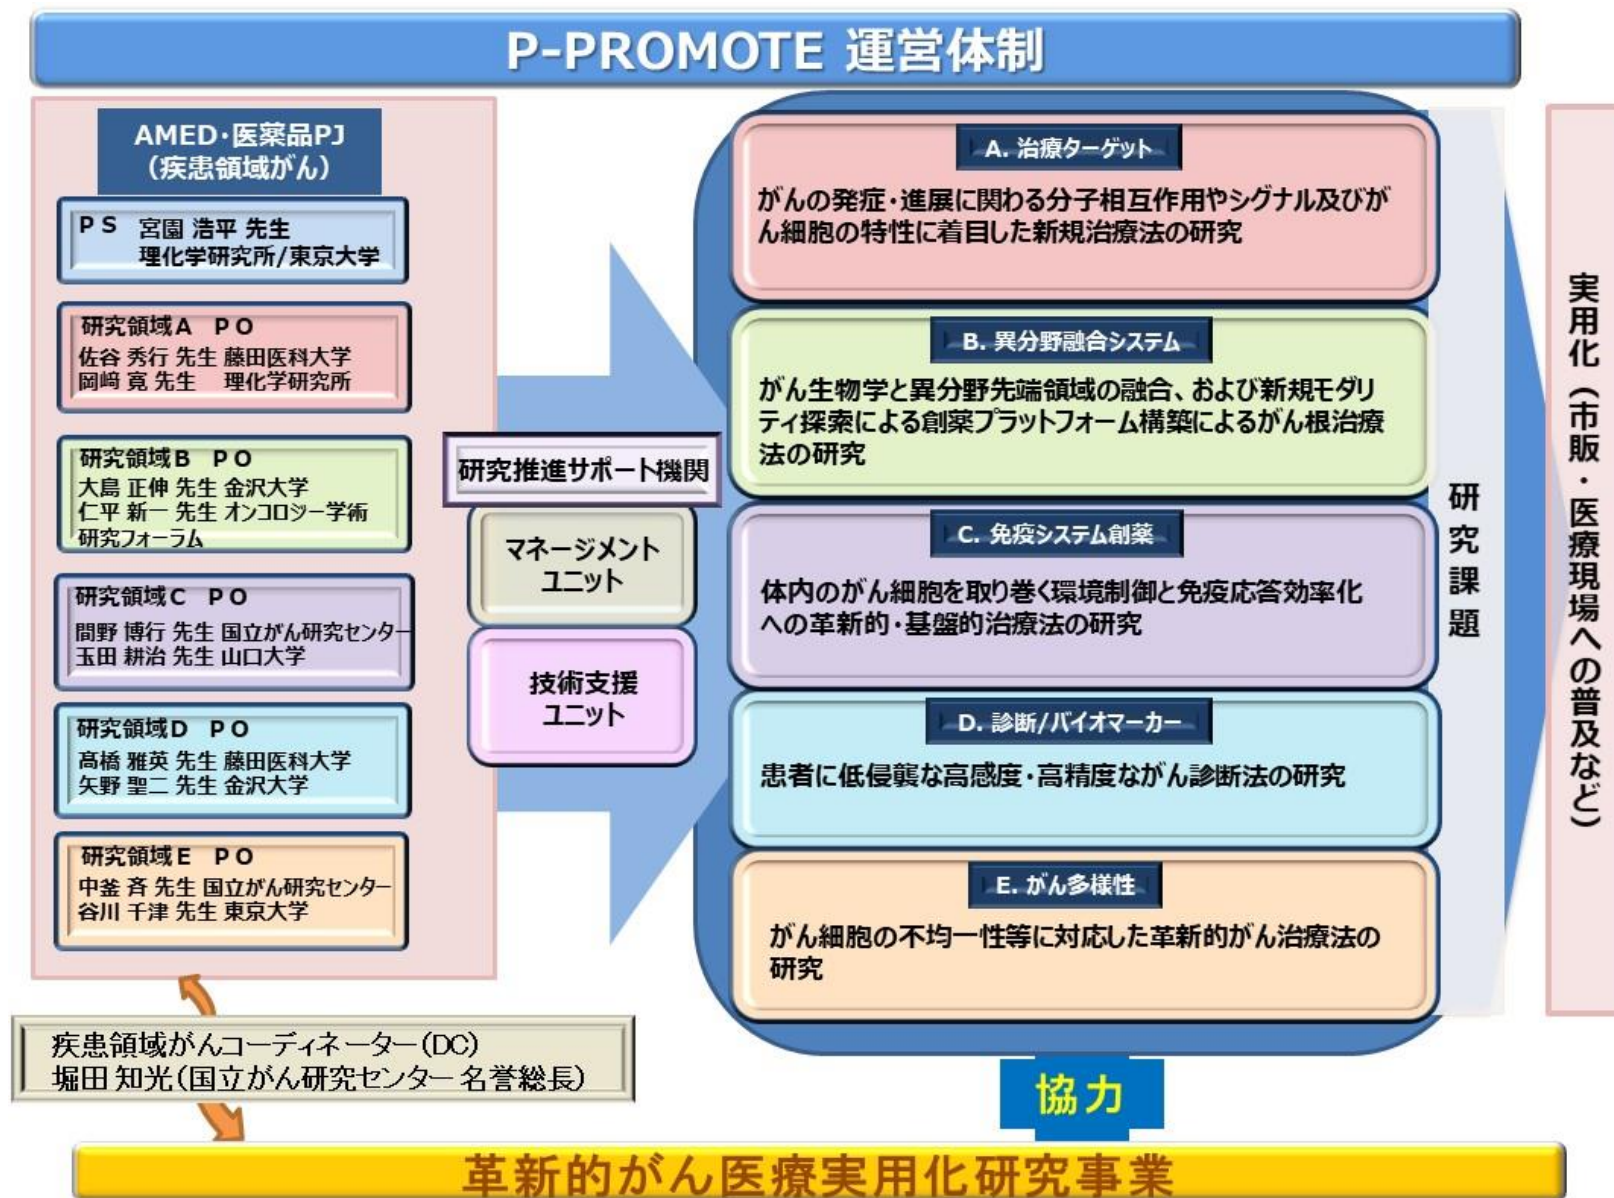 P-PROMOTE 運営体制
AMED・医薬品PJ
（疾患領域がん）
ＰＳ 宮園 浩平 先生
理化学研究所/東京大学
研究領域Ａ ＰＯ
佐谷 秀行 先生 藤田医科大学
岡﨑 寛 先生 理化学研究所
研究領域Ｂ ＰＯ
大島 正伸 先生 金沢大学
仁平 新一 先生 オンコロジー学術
研究フォーラム
研究領域Ｃ ＰＯ
間野 博行 先生 国立がん研究センター
玉田 耕治 先生 山口大学
研究領域Ｄ ＰＯ
髙橋 雅英 先生 藤田医科大学
矢野 聖二 先生 金沢大学
研究領域Ｅ ＰＯ
中釜 斉 先生 国立がん研究センター
谷川 千津 先生 東京大学
疾患領域がんコーディネーター(DC)
堀田 知光(国立がん研究センター 名誉総長)
研究推進サポート機関
マネージメント
ユニット
技術支援
ユニット
A. 治療ターゲット
がんの発症・進展に関わる分子相互作用やシグナル及びが
ん細胞の特性に着目した新規治療法の研究
B. 異分野融合システム
がん生物学と異分野先端領域の融合、および新規モダリ
ティ探索による創薬プラットフォーム構築によるがん根治療
法の研究
C. 免疫システム創薬
体内のがん細胞を取り巻く環境制御と免疫応答効率化
への革新的・基盤的治療法の研究
D. 診断/バイオマーカー
患者に低侵襲な高感度・高精度ながん診断法の研究
E. がん多様性
がん細胞の不均一性等に対応した革新的がん治療法の
研究
研究課題
実用化（市販・医療現場への普及など）
協力
革新的がん医療実用化研究事業